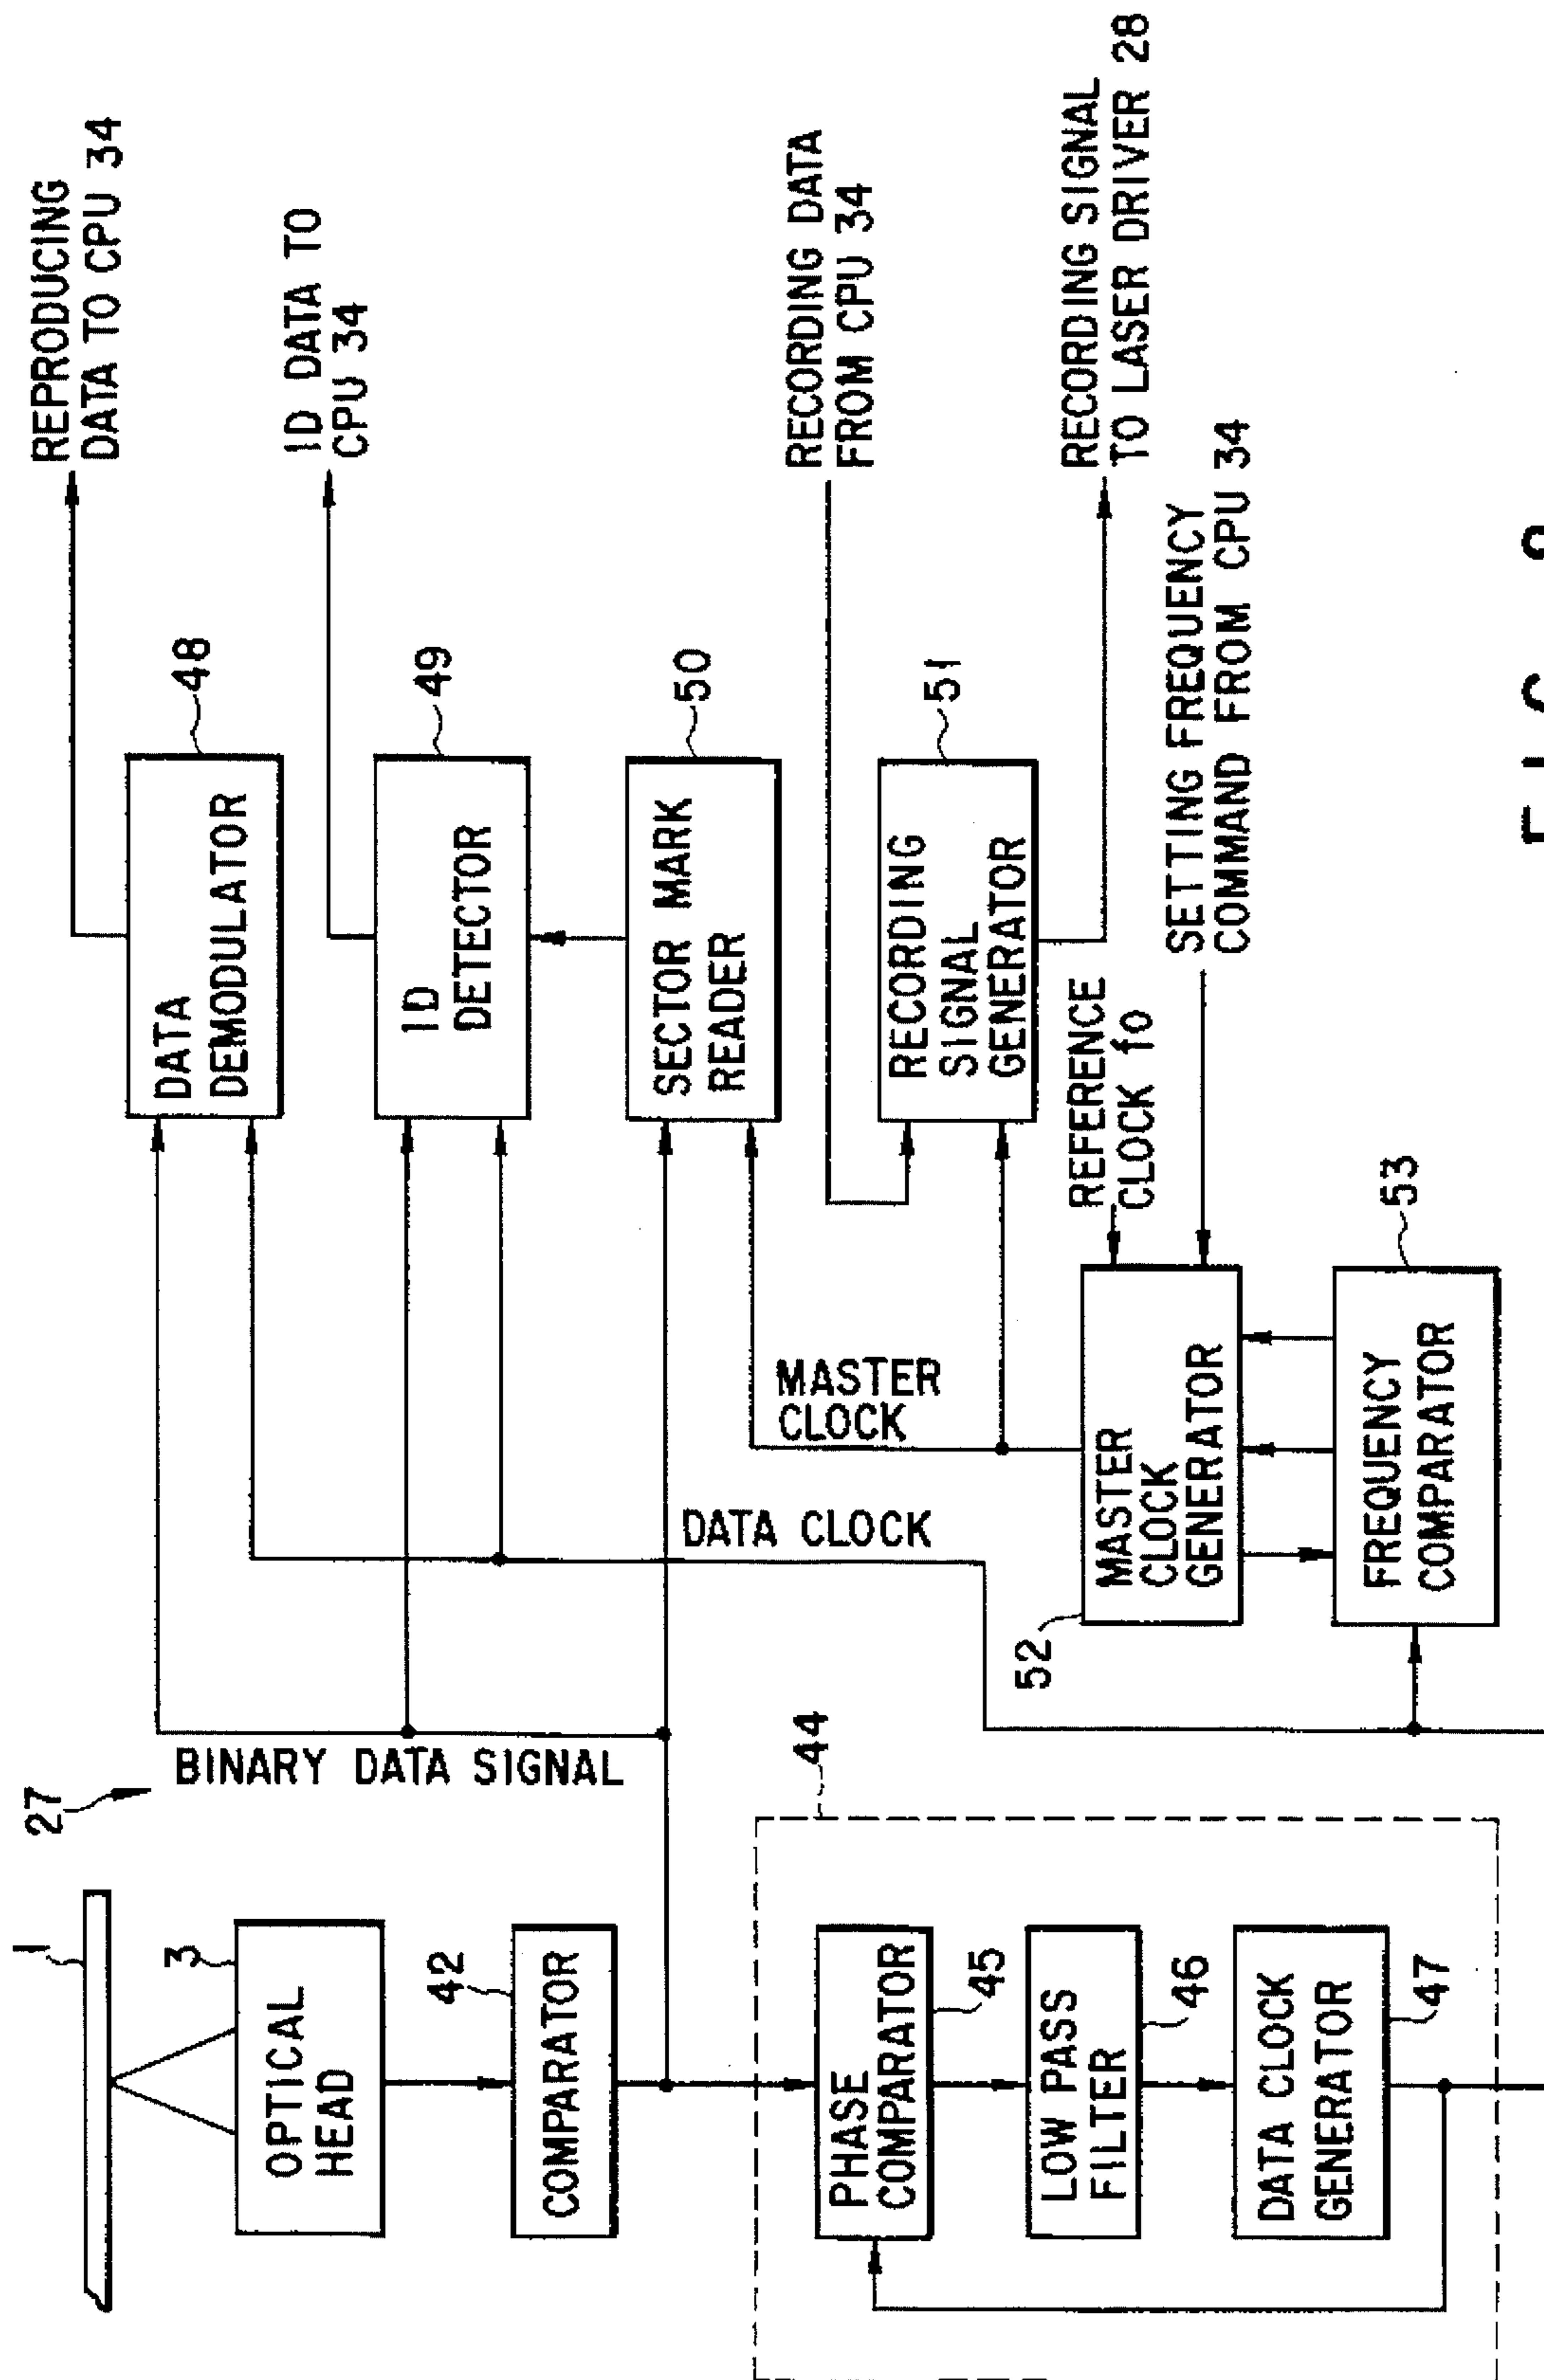 27
1
3
OPTICAL
HEAD
42
COMPARATOR
BINARY DATA SIGNAL
44
PHASE
COMPARATOR
45
LOW PASS
FILTER
46
DATA CLOCK
GENERATOR
47
DATA CLOCK
MASTER
CLOCK
52
MASTER
CLOCK
GENERATOR
FREQUENCY
COMPARATOR
53
REFERENCE
CLOCK fo
SETTING FREQUENCY
COMMAND FROM CPU 34
DATA
DEMODULATOR
48
REPRODUCING
DATA TO CPU 34
ID
DETECTOR
49
ID DATA TO
CPU 34
SECTOR MARK
READER
50
RECORDING
SIGNAL
GENERATOR
51
RECORDING DATA
FROM CPU 34
RECORDING SIGNAL
TO LASER DRIVER 28